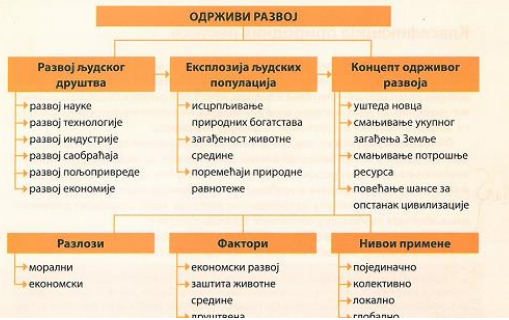 ОДРЖИВИ РАЗВОЈ
Развој људског
друштва
развој науке
развој технологије
развој индустрије
развој саобраћаја
развој пољопривреде
развој економије
Експлозија људских
популација
исцрпљивање
природних богатстава
загађеност животне
средине
поремећаји природне
равнотеже
Концепт одрживог
развоја
уштеда новца
смањивање укупног
загађења Земље
смањивање потрошње
ресурса
повећање шансе за
опстанак цивилизације
Разлози
морални
економски
Фактори
економски развој
заштита животне
средине
друштвена
Нивои примене
појединачно
колективно
локално
глобално